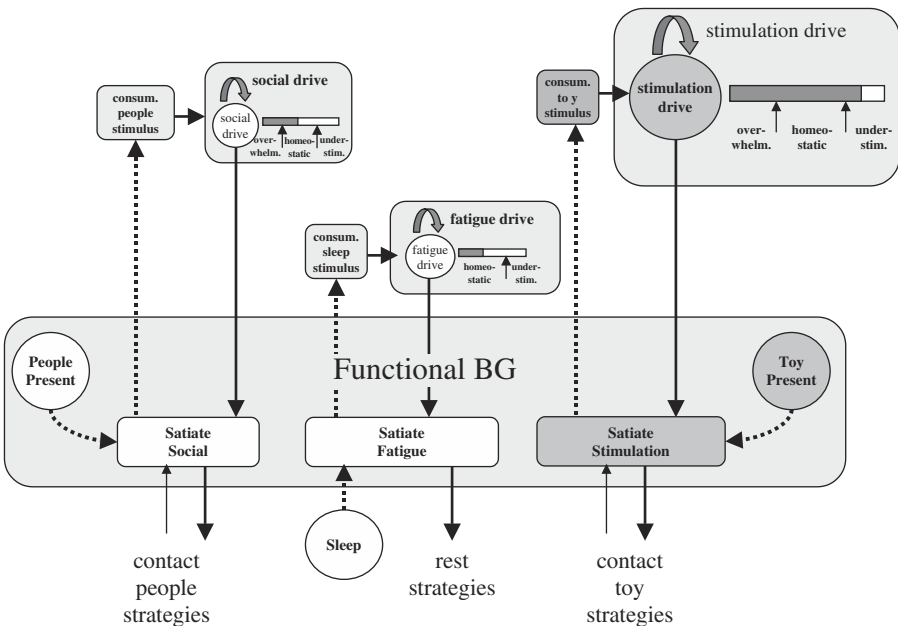 consum.
people
stimulus
social drive
social
drive
over-
whelm.
homeo-
static
under-
stim.
consum.
sleep
stimulus
fatigue drive
fatigue
drive
homeo-
static
under-
stim.
consum.
to y
stimulus
stimulation drive
stimulation
drive
over-
whelm.
homeo-
static
under-
stim.
Functional BG
People
Present
Toy
Present
Satiate
Social
Satiate
Fatigue
Satiate
Stimulation
Sleep
contact
people
strategies
rest
strategies
contact
toy
strategies